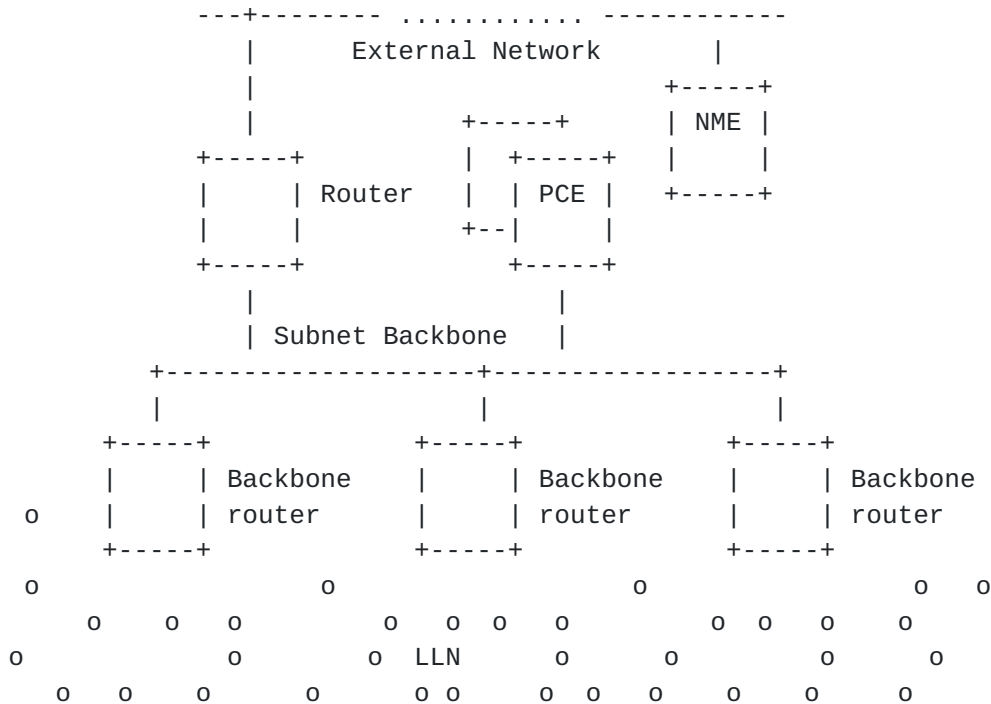 ---+-------- ............ ------------
| External Network |
| +-----+
| +-----+ | NME |
+-----+ | +-----+ | |
| | Router | | PCE | +-----+
| | +--| |
+-----+ +-----+
| |
| Subnet Backbone |
+--------------------+------------------+
| | |
+-----+ +-----+ +-----+
| | Backbone | | Backbone | | Backbone
o | | router | | router | | router
+-----+ +-----+ +-----+
o o o o o
o o o o o o o o o o o
o o o LLN o o o o
o o o o o o o o o o o o